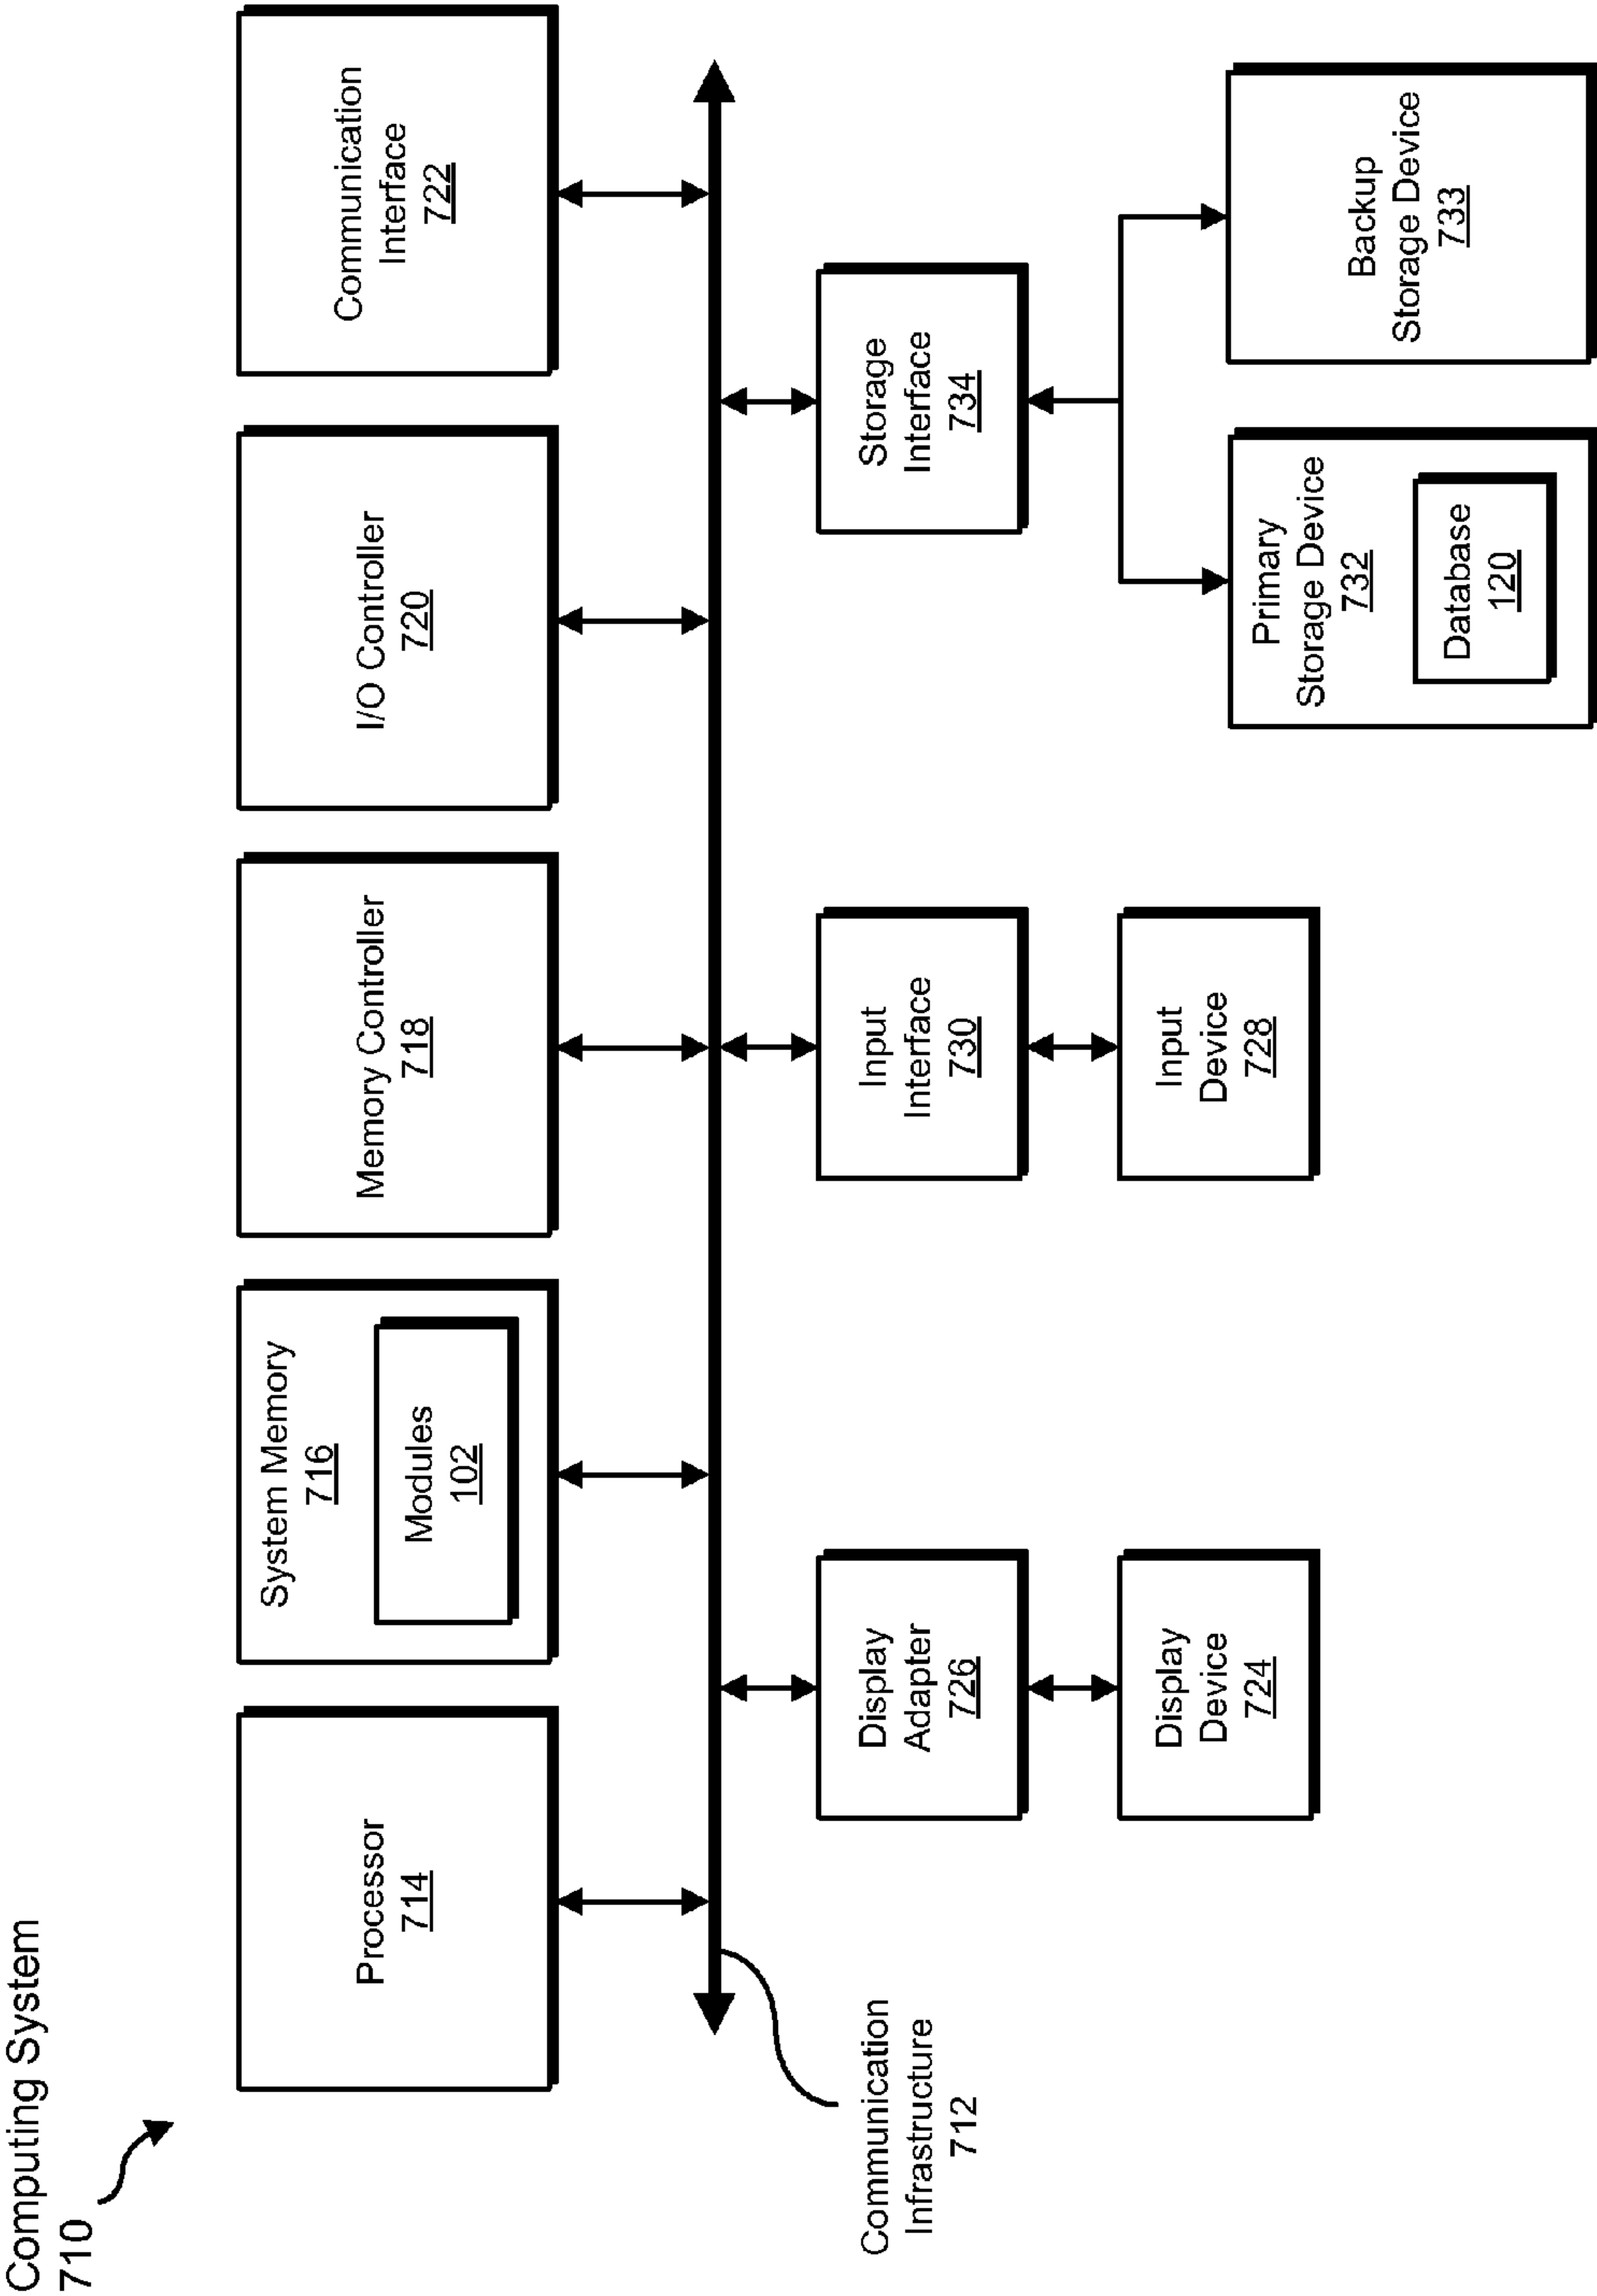 Computing System
710
Processor
714
System Memory
716
Modules
102
Memory Controller
718
I/O Controller
720
Communication
Interface
722
Communication
Infrastructure
712
Display
Adapter
726
Input
Interface
730
Storage
Interface
734
Display
Device
724
Input
Device
728
Primary
Storage Device
732
Database
120
Backup
Storage Device
733